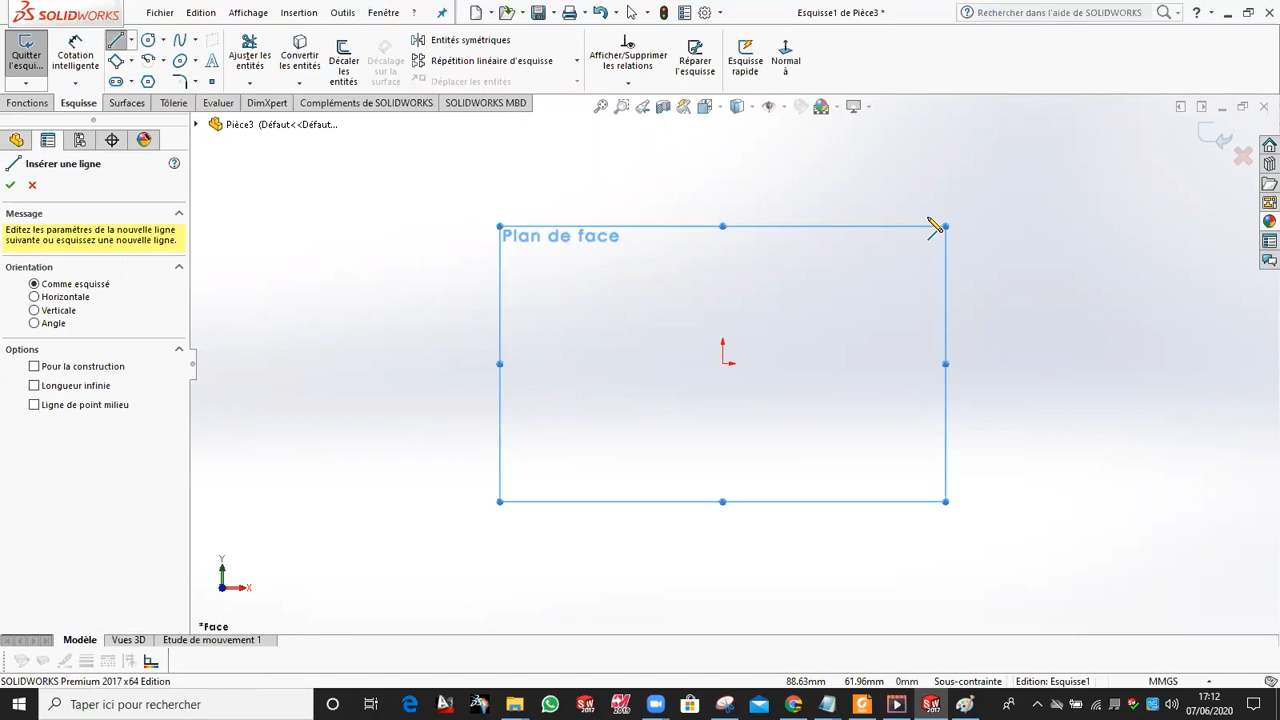 SOLIDWORKS
Fichier Edition Affichage Insertion Outils Fenêtre ?
Esquisse1 de Pièce3 *
Rechercher dans l'aide de SOLIDWORKS
?
Quitter l'esqui...
Cotation intelligente
Ajuster les entités
Convertir les entités
Décaler les entités
Décalage sur la surface
Entités symétriques
Répétition linéaire d'esquisse
Déplacer les entités
Afficher/Supprimer les relations
Réparer l'esquisse
Esquisse rapide
Normal à
Fonctions Esquisse Surfaces Tôlerie Evaluer DimXpert Compléments de SOLIDWORKS SOLIDWORKS MBD
Pièce3 (Défaut<<Défaut...
Insérer une ligne
Message
Editez les paramètres de la nouvelle ligne
suivante ou esquissez une nouvelle ligne.
Orientation
Comme esquissé
Horizontale
Verticale
Angle
Options
Pour la construction
Longueur infinie
Ligne de point milieu
Plan de face
Y
X
*Face
Modèle Vues 3D Etude de mouvement 1
SOLIDWORKS Premium 2017 x64 Edition
88.63mm 61.96mm 0mm Sous-contrainte Edition: Esquisse1 MMGS
Taper ici pour rechercher
17:12
07/06/2020